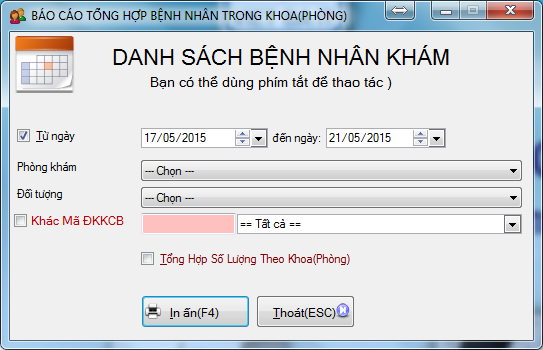 BÁO CÁO TỔNG HỢP BỆNH NHÂN TRONG KHOA(PHÒNG)
DANH SÁCH BỆNH NHÂN KHÁM
Bạn có thể dùng phím tắt để thao tác )
Từ ngày 17/05/2015 đến ngày: 21/05/2015
Phòng khám --- Chọn ---
Đối tượng --- Chọn ---
Khác Mã ĐKKCB == Tất cả ==
Tổng Hợp Số Lượng Theo Khoa(Phòng)
In ấn(F4) Thoát(ESC)